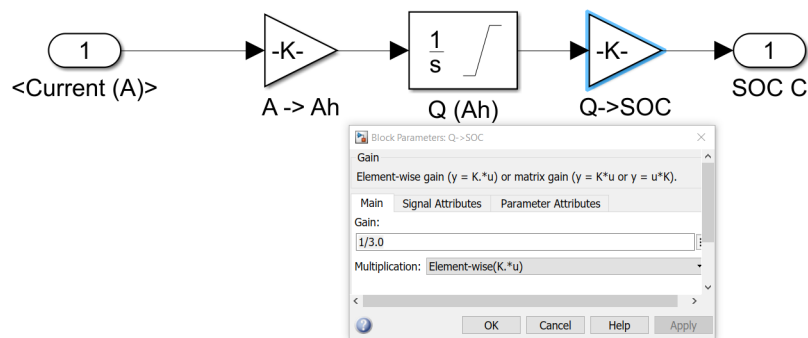 1
-K-
1
s
-K-
1
<Current (A)>
A -> Ah
Q (Ah)
Q->SOC
SOC C
Block Parameters: Q->SOC
Gain
Element-wise gain (y = K.*u) or matrix gain (y = K*u or y = u*K).
Main Signal Attributes Parameter Attributes
Gain:
1/3.0
Multiplication: Element-wise(K.*u)
OK Cancel Help Apply